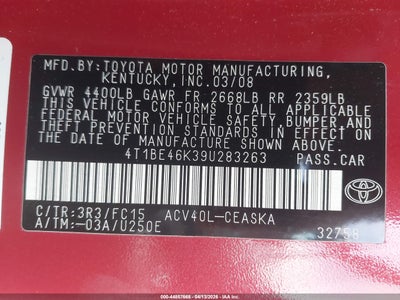 MFD.BY:TOYOTA MOTOR MANUFACTURING,
KENTUCKY, INC.03/08
GVWR 4400LB GAWR FR 2668LB RR 2359LB
THIS VEHICLE CONFORMS TO ALL APPLICABLE
FEDERAL MOTOR VEHICLE SAFETY, BUMPER, AND
THEFT PREVENTION STANDARDS IN EFFECT ON
THE DATE OF MANUFACTURE SHOWN ABOVE.
4T1BE46K39U283263 PASS.CAR
C/TR:3R3/FC15 ACV40L-CEASKA
A/TM:-03A/U250E 32758
TOYOTA